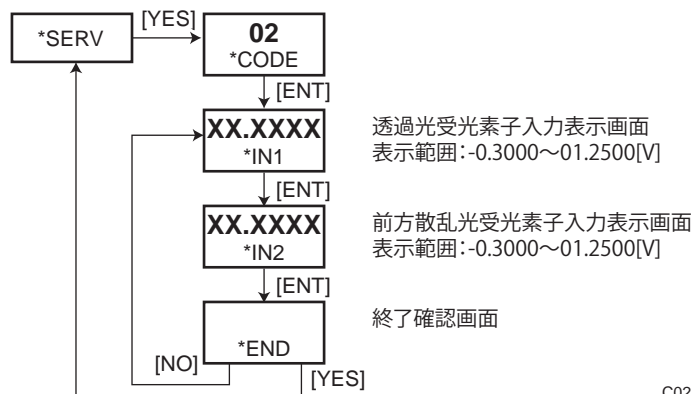 *SERV
[YES]
02
*CODE
[ENT]
XX.XXXX
*IN1
透過光受光素子入力表示画面
表示範囲：-0.3000～01.2500[V]
[ENT]
XX.XXXX
*IN2
前方散乱光受光素子入力表示画面
表示範囲：-0.3000～01.2500[V]
[ENT]
*END
終了確認画面
[NO]
[YES]
C02